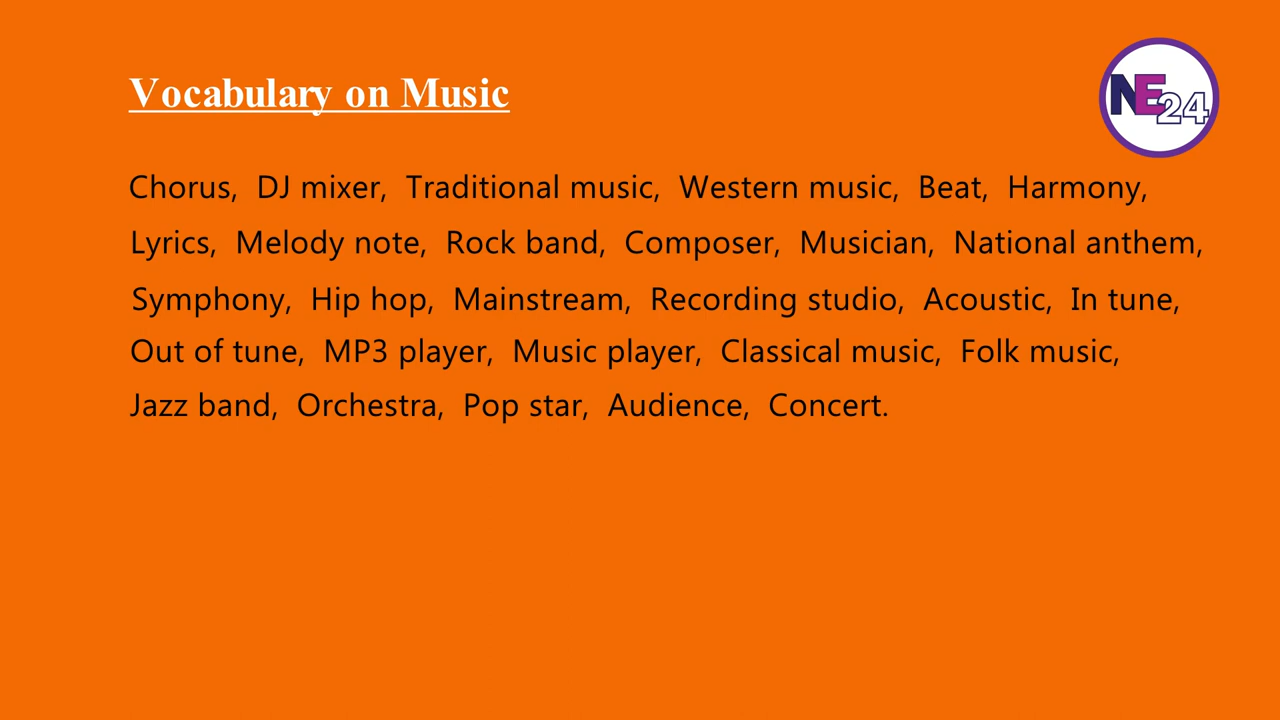 Vocabulary on Music
NE24
Chorus, DJ mixer, Traditional music, Western music, Beat, Harmony,
Lyrics, Melody note, Rock band, Composer, Musician, National anthem,
Symphony, Hip hop, Mainstream, Recording studio, Acoustic, In tune,
Out of tune, MP3 player, Music player, Classical music, Folk music,
Jazz band, Orchestra, Pop star, Audience, Concert.